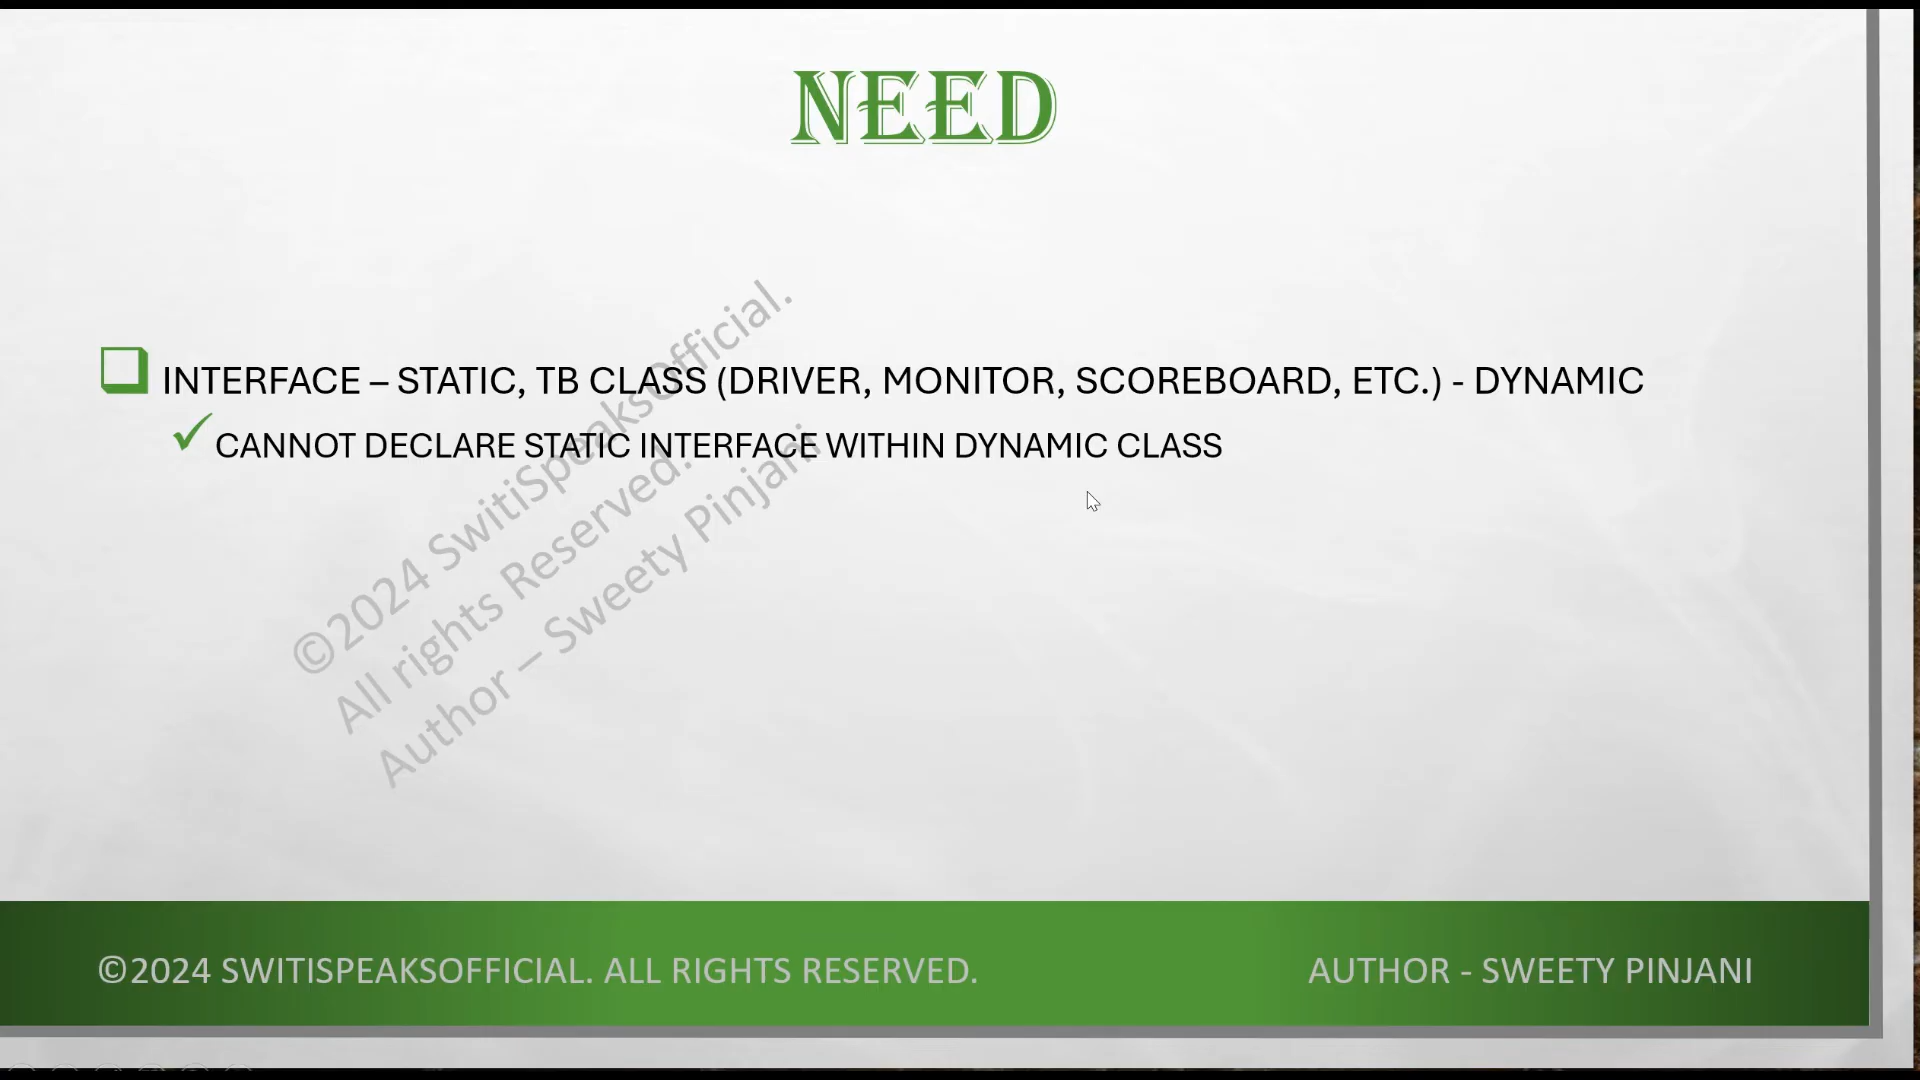 NEED
INTERFACE – STATIC, TB CLASS (DRIVER, MONITOR, SCOREBOARD, ETC.) - DYNAMIC
CANNOT DECLARE STATIC INTERFACE WITHIN DYNAMIC CLASS
©2024 SwitiSpeaksofficial.
All rights Reserved.
Author – Sweety Pinjani
©2024 SWITISPEAKSOFFICIAL. ALL RIGHTS RESERVED.
AUTHOR - SWEETY PINJANI